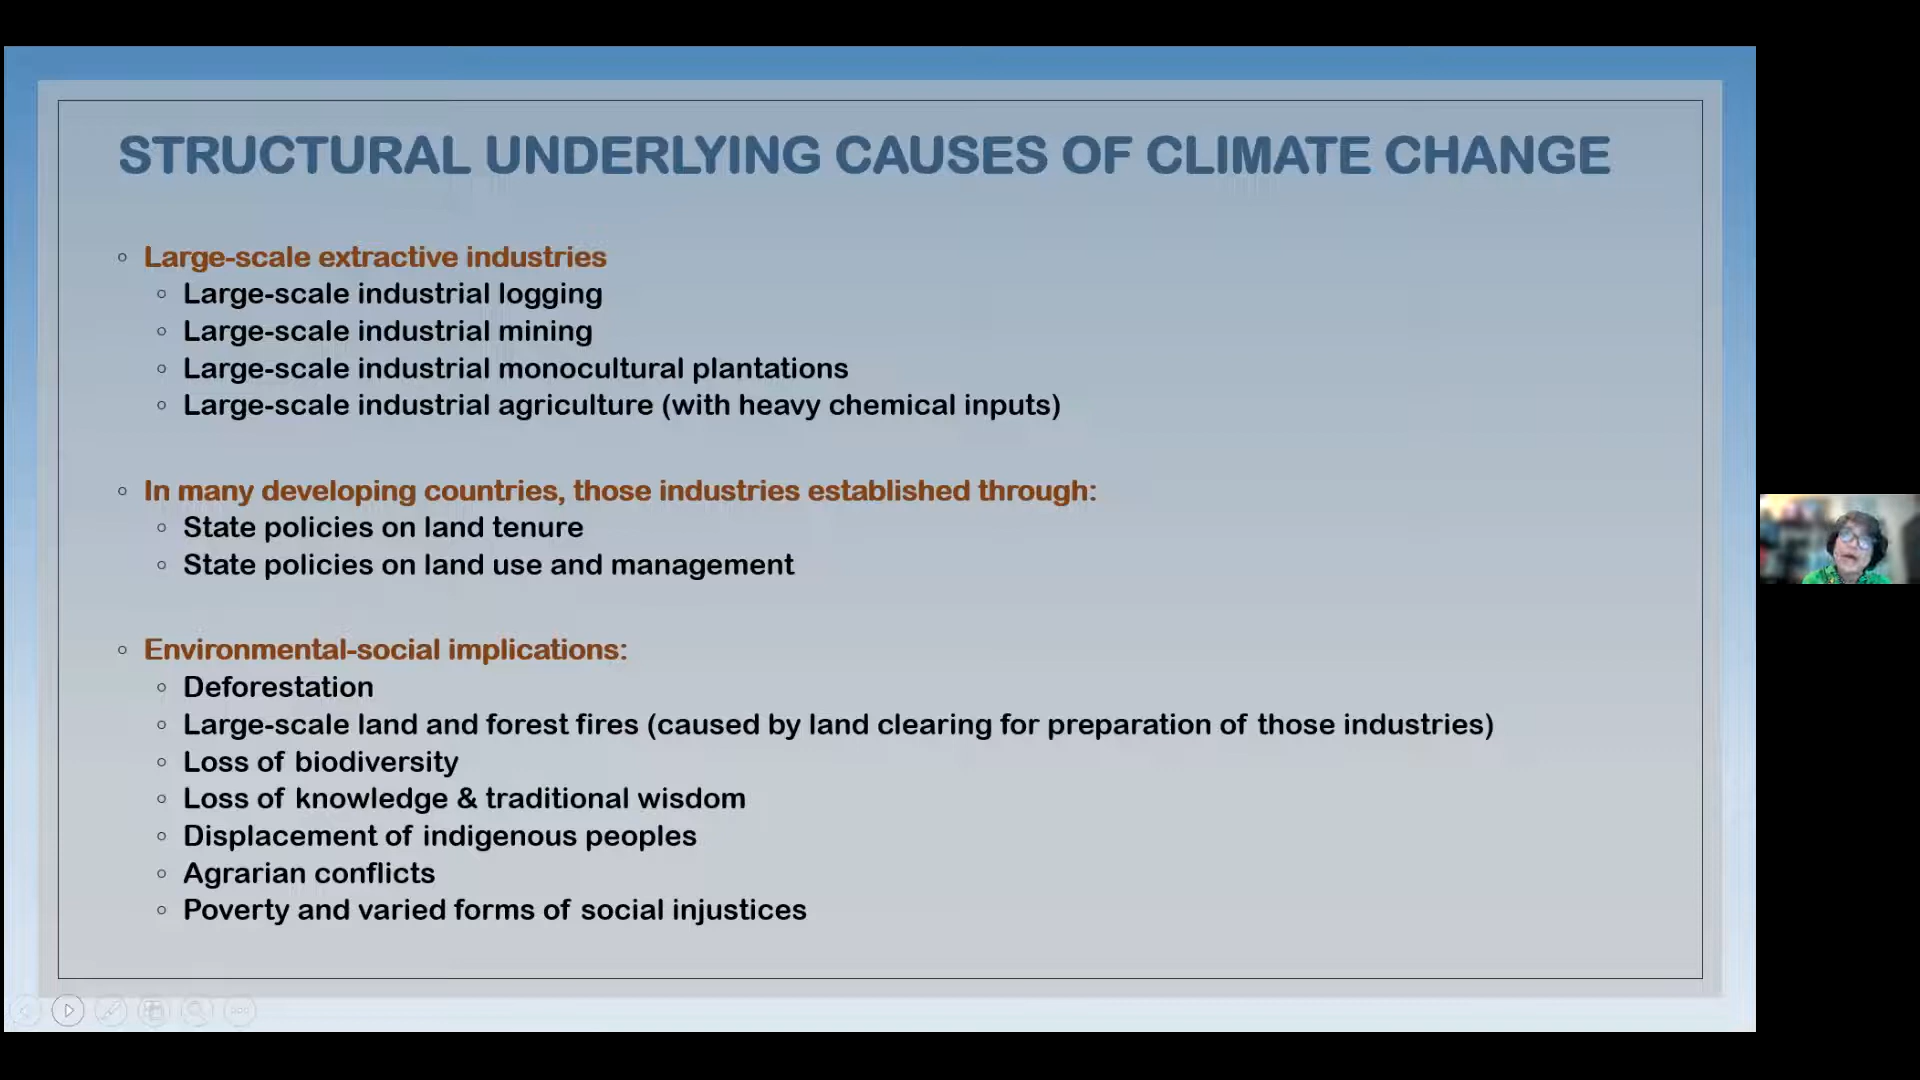 STRUCTURAL UNDERLYING CAUSES OF CLIMATE CHANGE
Large-scale extractive industries
Large-scale industrial logging
Large-scale industrial mining
Large-scale industrial monocultural plantations
Large-scale industrial agriculture (with heavy chemical inputs)
In many developing countries, those industries established through:
State policies on land tenure
State policies on land use and management
Environmental-social implications:
Deforestation
Large-scale land and forest fires (caused by land clearing for preparation of those industries)
Loss of biodiversity
Loss of knowledge & traditional wisdom
Displacement of indigenous peoples
Agrarian conflicts
Poverty and varied forms of social injustices